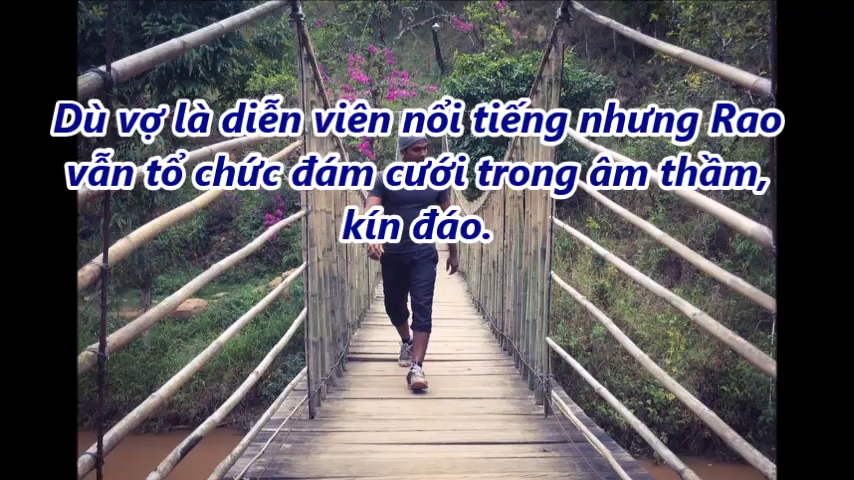 Dù vợ là diễn viên nổi tiếng nhưng Rao
vẫn tổ chức đám cưới trong âm thầm,
kín đáo.